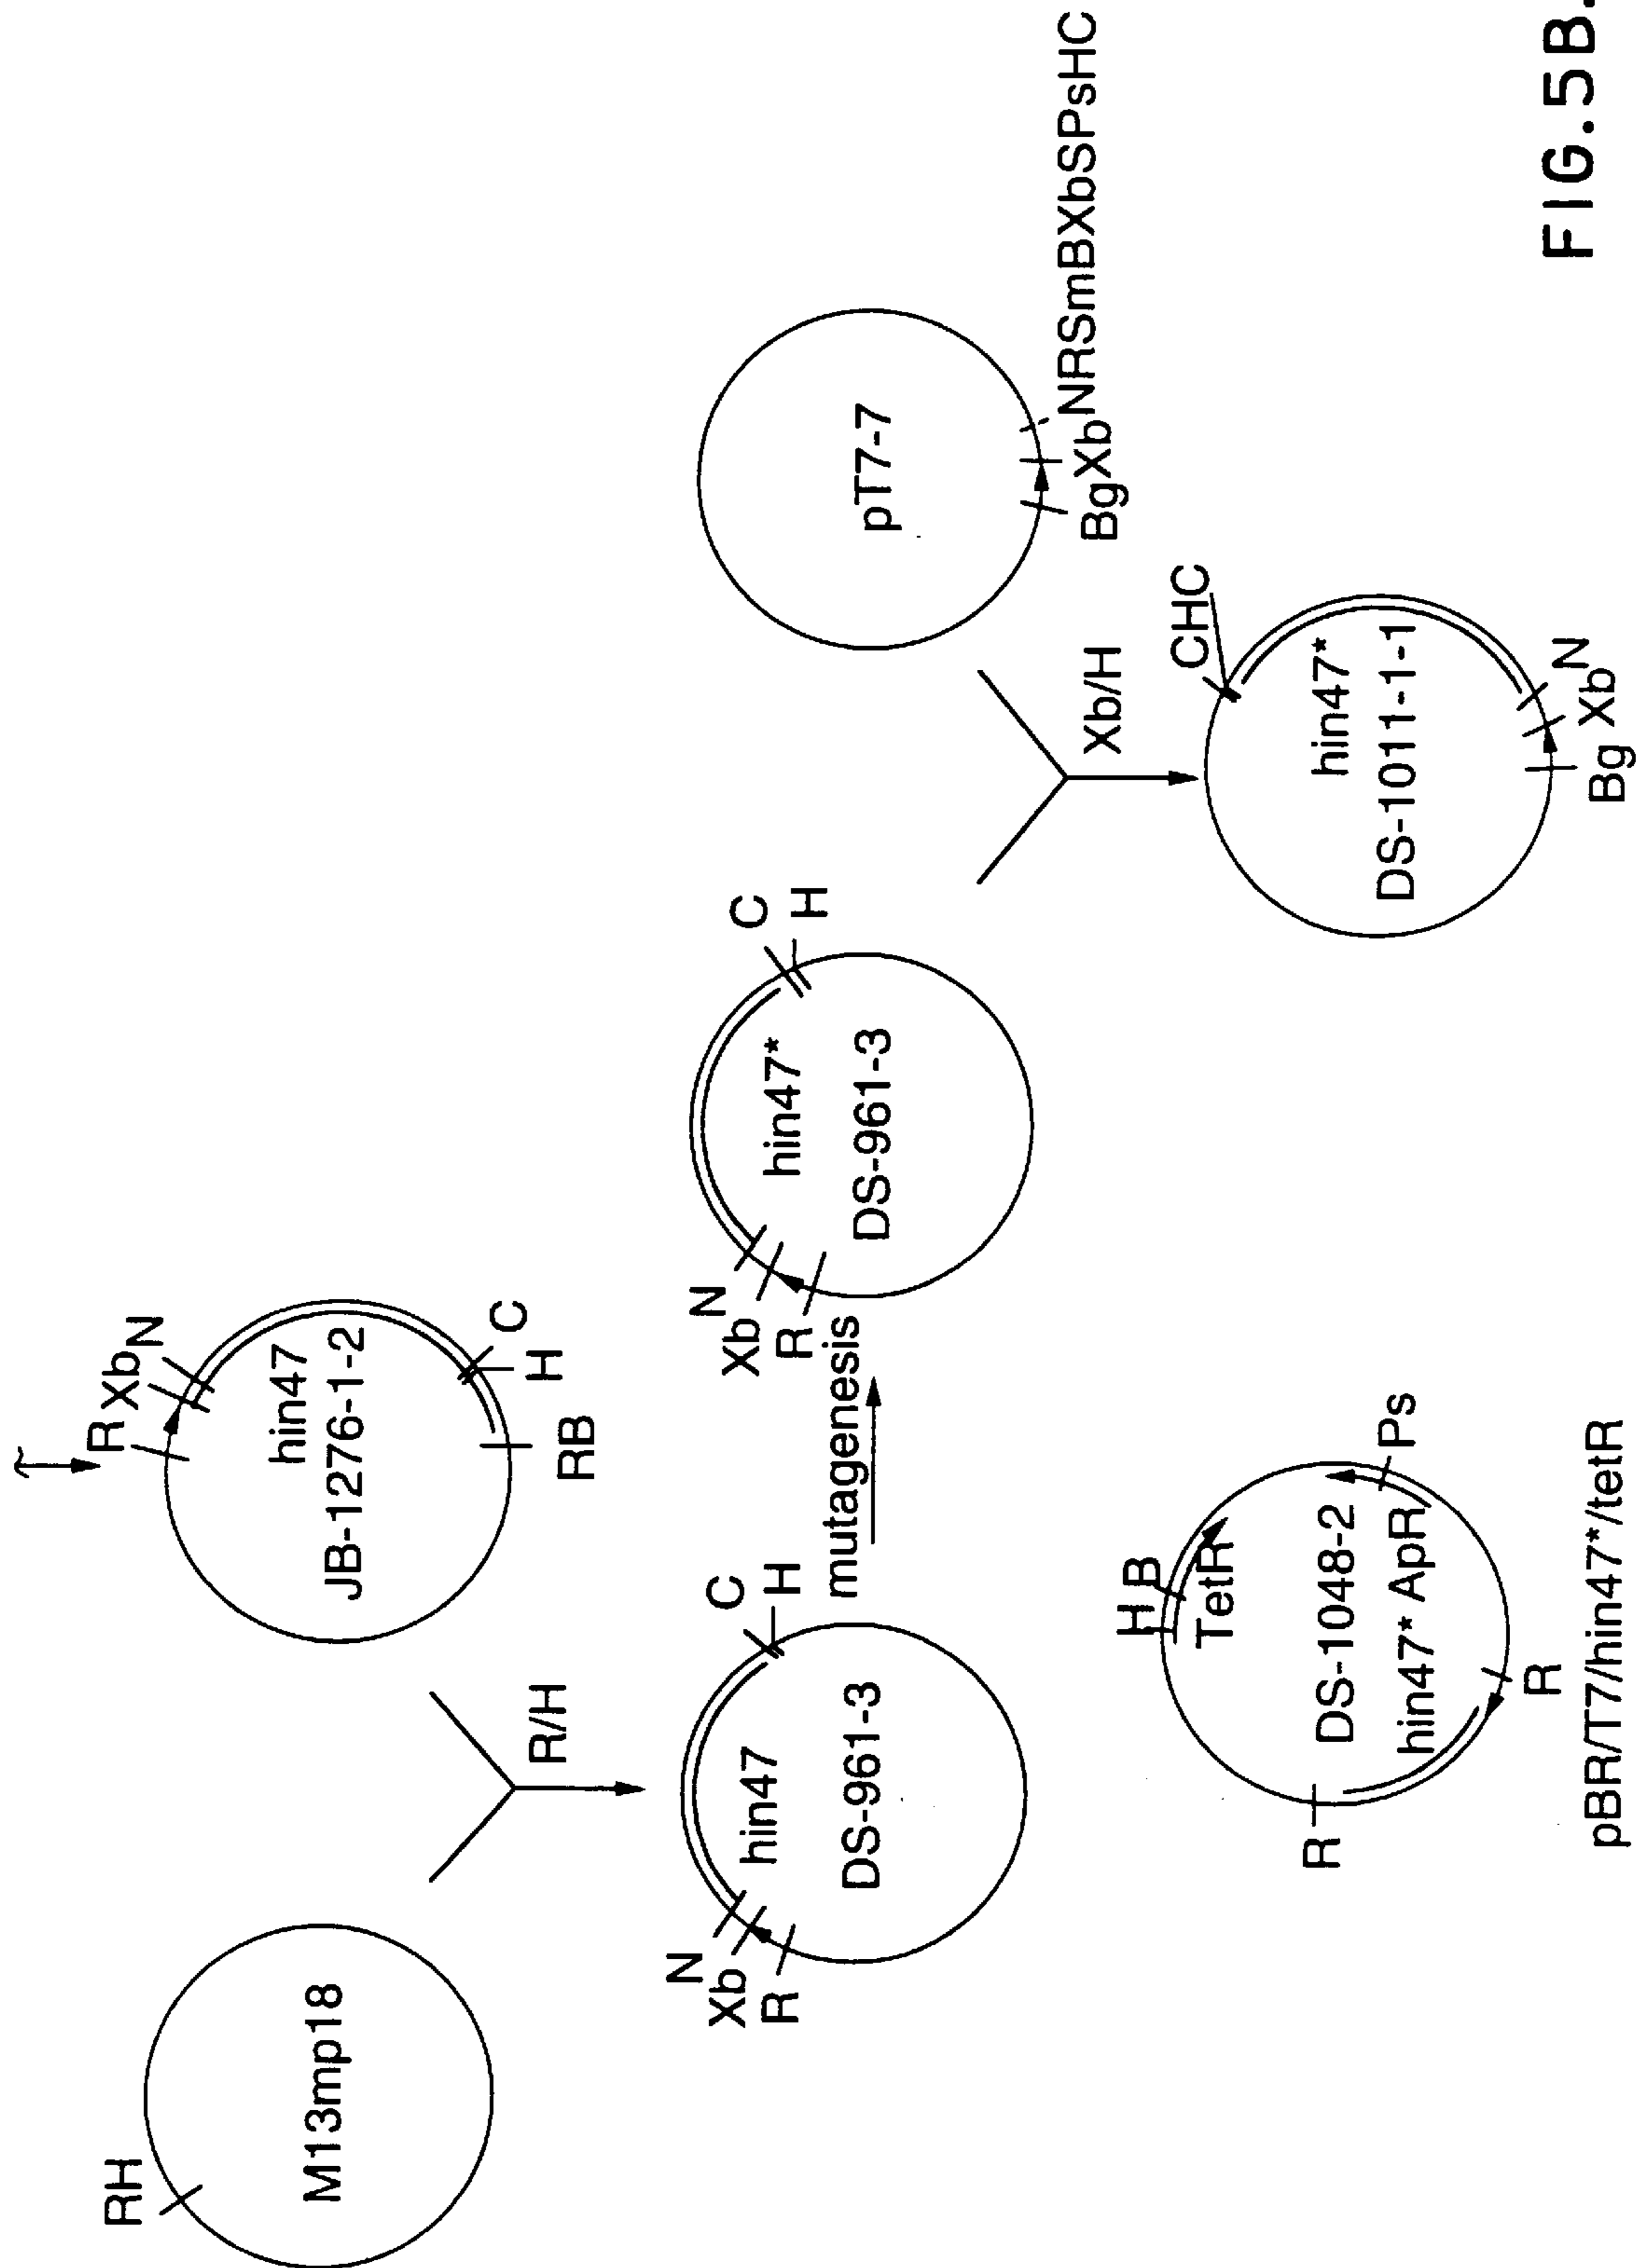 RH
M13mp18
R
Xb
N
hin47
JB-1276-1-2
C
H
RB
R/H
N
Xb
R
hin47
DS-961-3
C
H
mutagenesis
N
Xb
R
hin47*
DS-961-3
C
H
pT7-7
BgXbNRSmBXbSPsHC
Xb/H
CHC
hin47*
DS-1011-1-1
N
Xb
Bg
H B
TetR
Ps
DS-1048-2
hin47* ApR
R
R
pBR/T7/hin47*/tetR
FIG.5B.